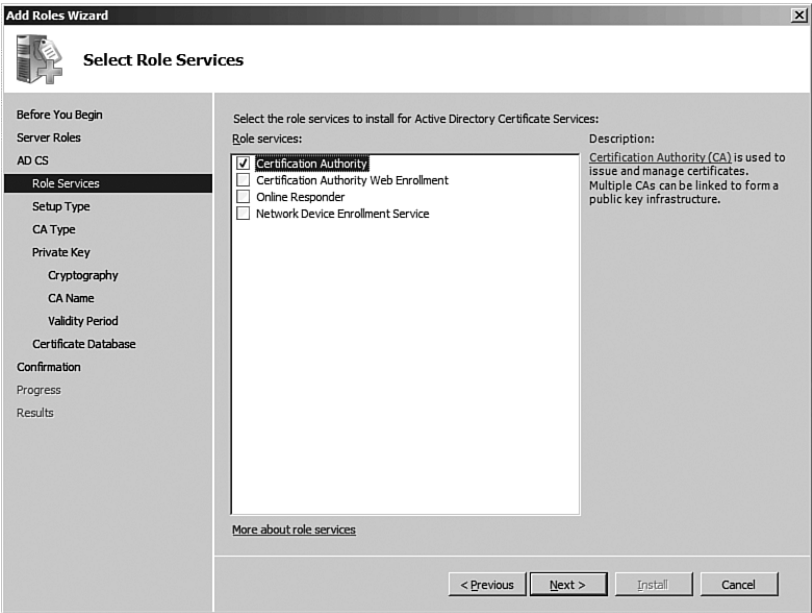 Add Roles Wizard
Select Role Services
Before You Begin
Server Roles
AD CS
Role Services
Setup Type
CA Type
Private Key
Cryptography
CA Name
Validity Period
Certificate Database
Confirmation
Progress
Results
Select the role services to install for Active Directory Certificate Services:
Role services:
Certification Authority
Certification Authority Web Enrollment
Online Responder
Network Device Enrollment Service
More about role services
Description:
Certification Authority (CA) is used to
issue and manage certificates.
Multiple CAs can be linked to form a
public key infrastructure.
< Previous
Next >
Install
Cancel